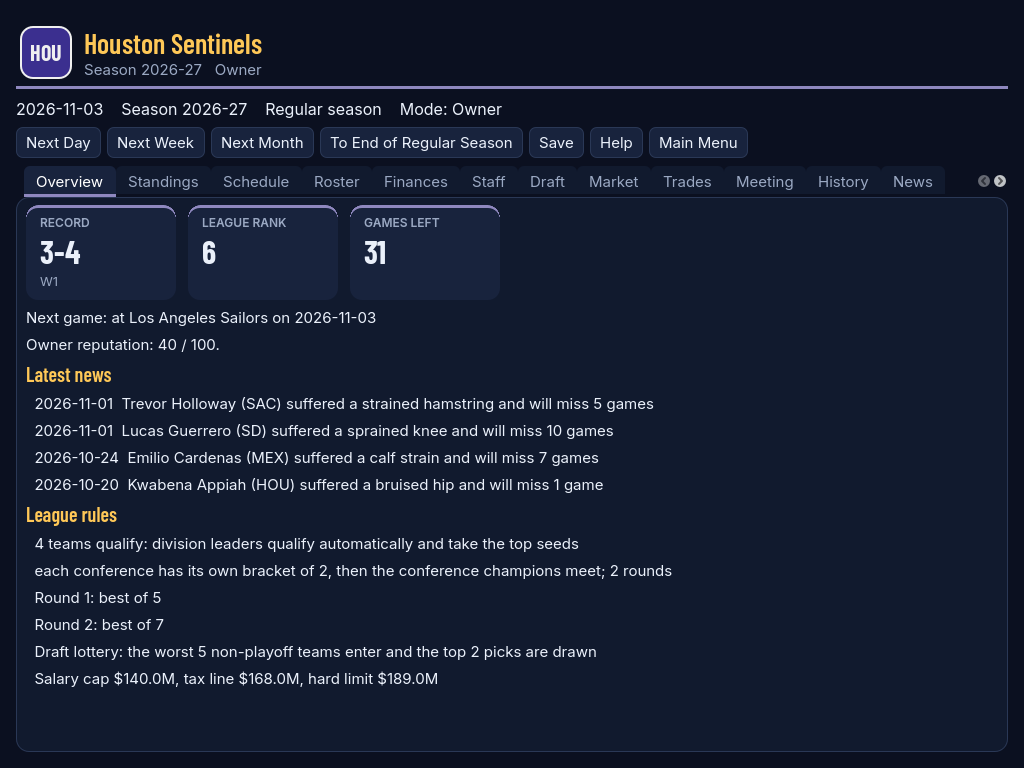 HOU
Houston Sentinels
Season 2026-27 Owner
2026-11-03 Season 2026-27 Regular season Mode: Owner
Next Day Next Week Next Month To End of Regular Season Save Help Main Menu
Overview Standings Schedule Roster Finances Staff Draft Market Trades Meeting History News
RECORD LEAGUE RANK GAMES LEFT
3-4 6 31
W1
Next game: at Los Angeles Sailors on 2026-11-03
Owner reputation: 40 / 100.
Latest news
2026-11-01 Trevor Holloway (SAC) suffered a strained hamstring and will miss 5 games
2026-11-01 Lucas Guerrero (SD) suffered a sprained knee and will miss 10 games
2026-10-24 Emilio Cardenas (MEX) suffered a calf strain and will miss 7 games
2026-10-20 Kwabena Appiah (HOU) suffered a bruised hip and will miss 1 game
League rules
4 teams qualify: division leaders qualify automatically and take the top seeds
each conference has its own bracket of 2, then the conference champions meet; 2 rounds
Round 1: best of 5
Round 2: best of 7
Draft lottery: the worst 5 non-playoff teams enter and the top 2 picks are drawn
Salary cap $140.0M, tax line $168.0M, hard limit $189.0M